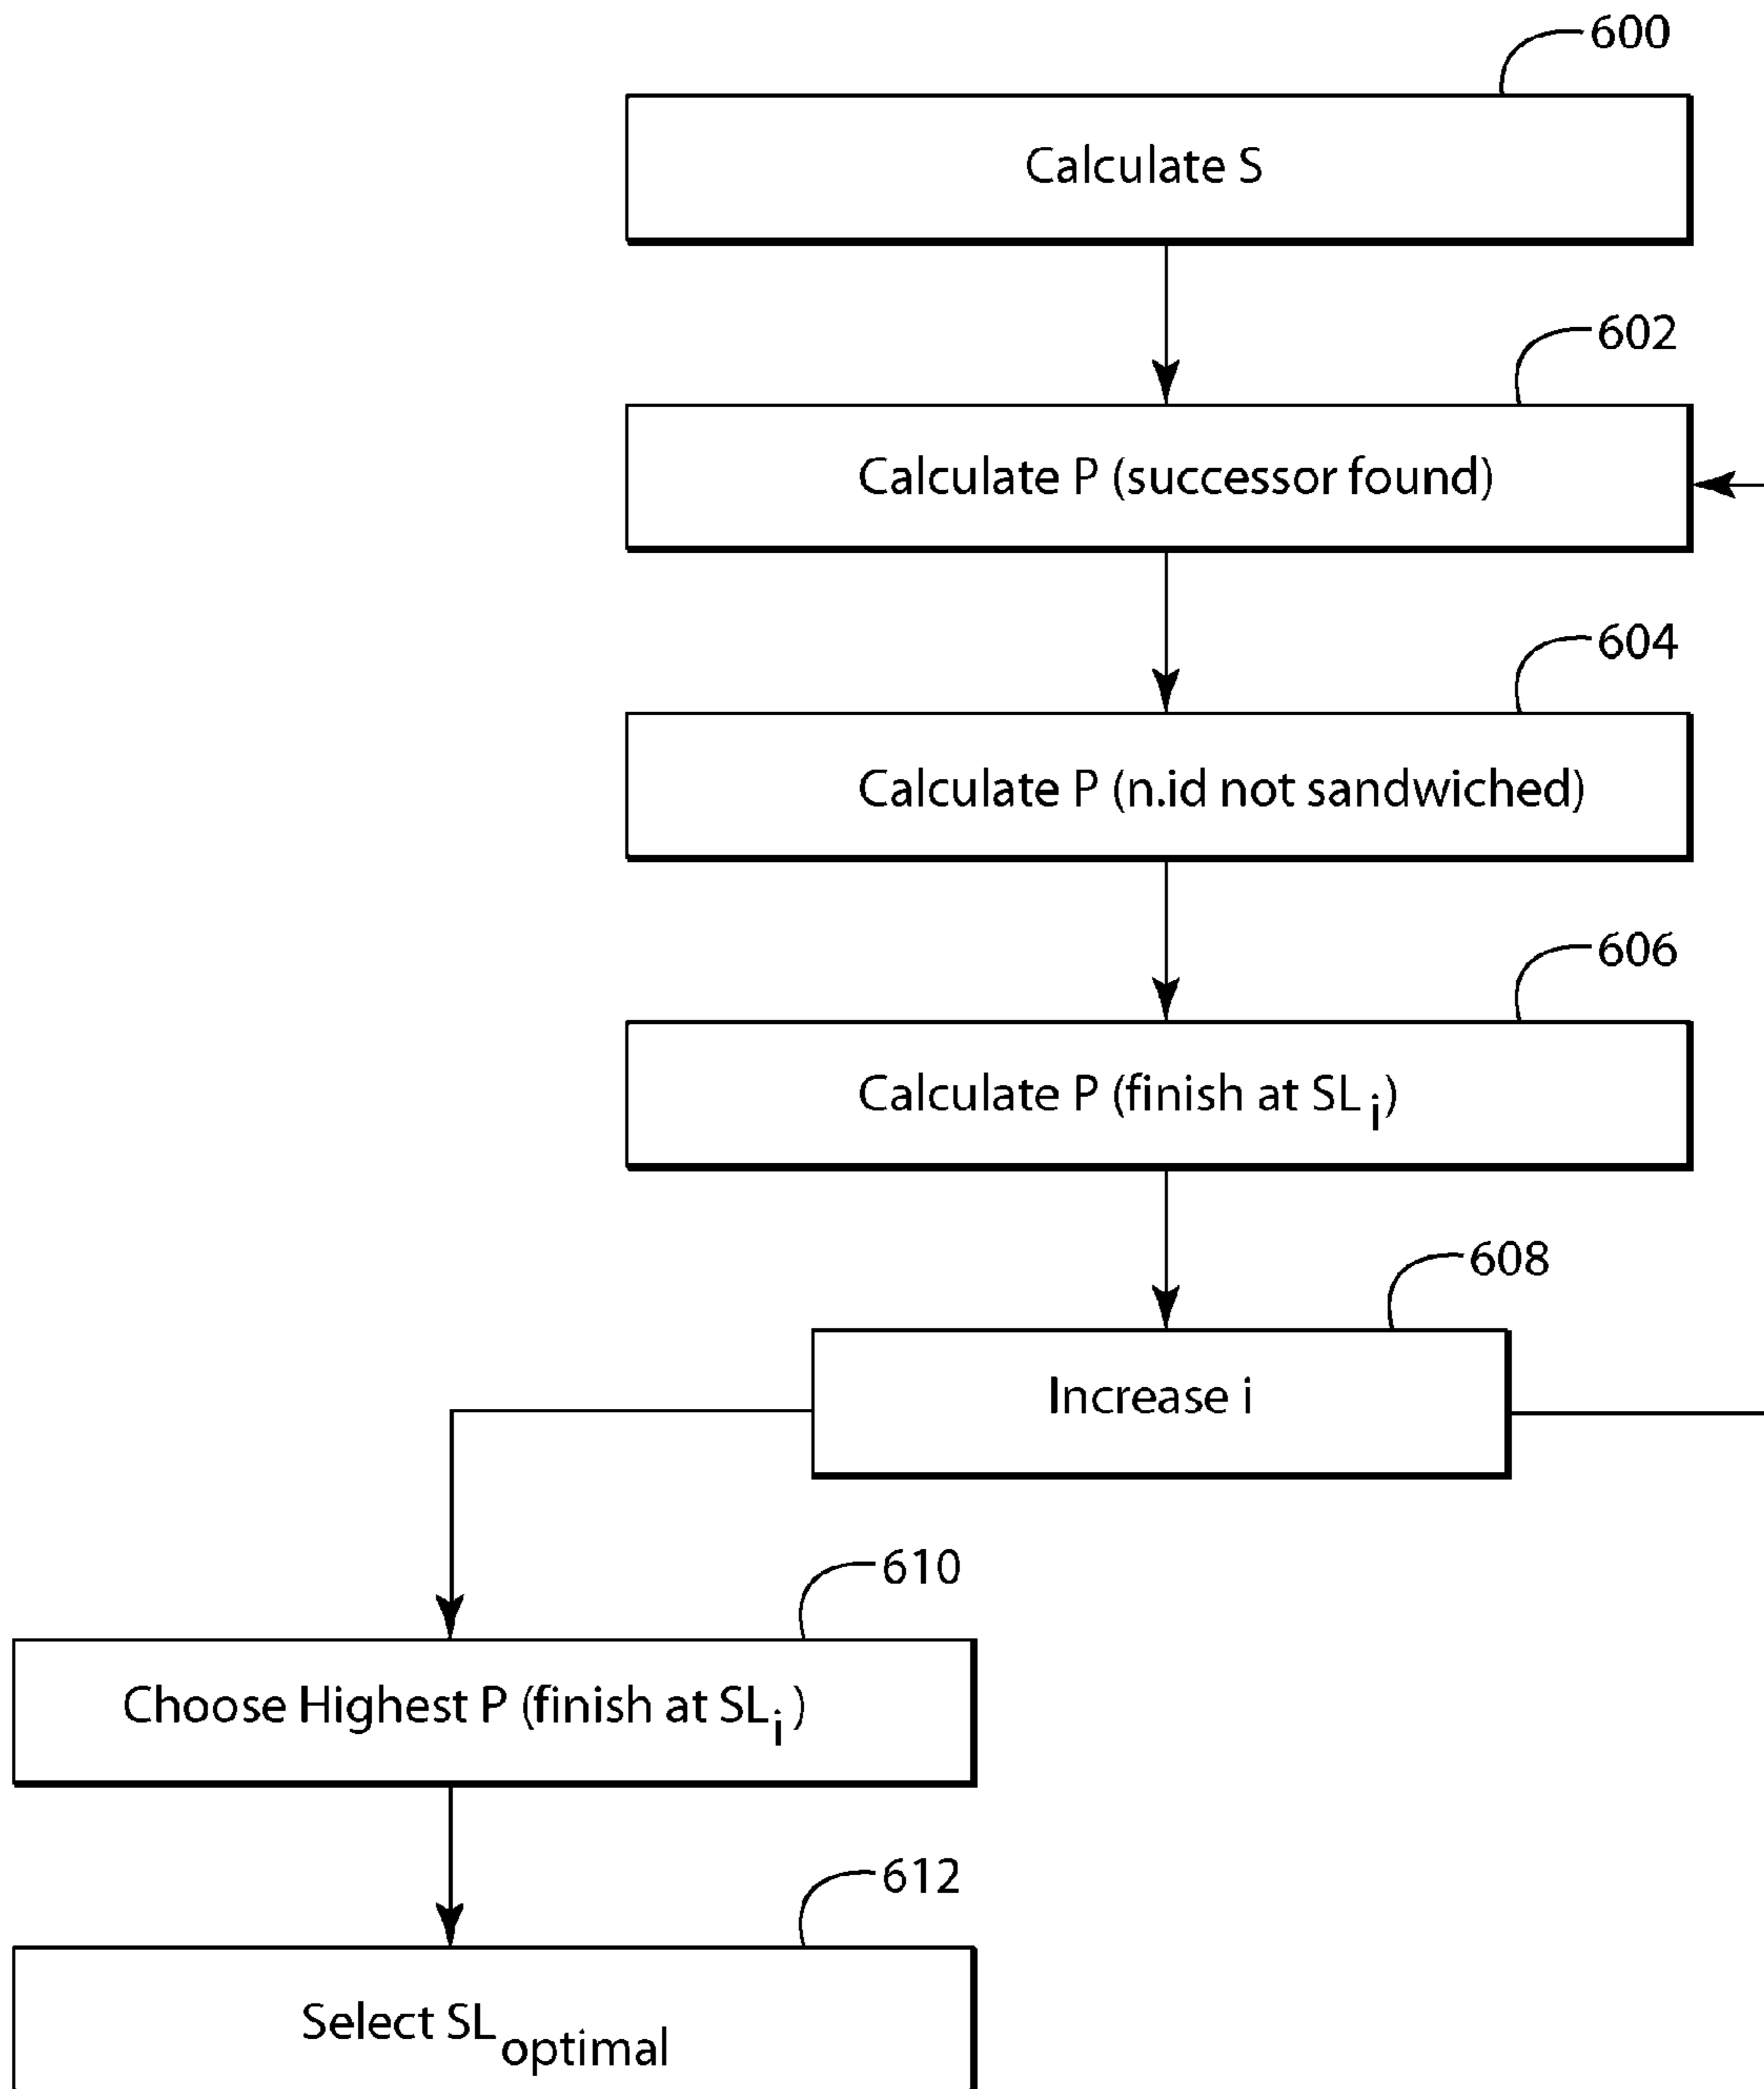 600
Calculate S
602
Calculate P (successor found)
604
Calculate P (n.id not sandwiched)
606
Calculate P (finish at SL i)
608
Increase i
610
Choose Highest P (finish at SLi)
612
Select SL optimal